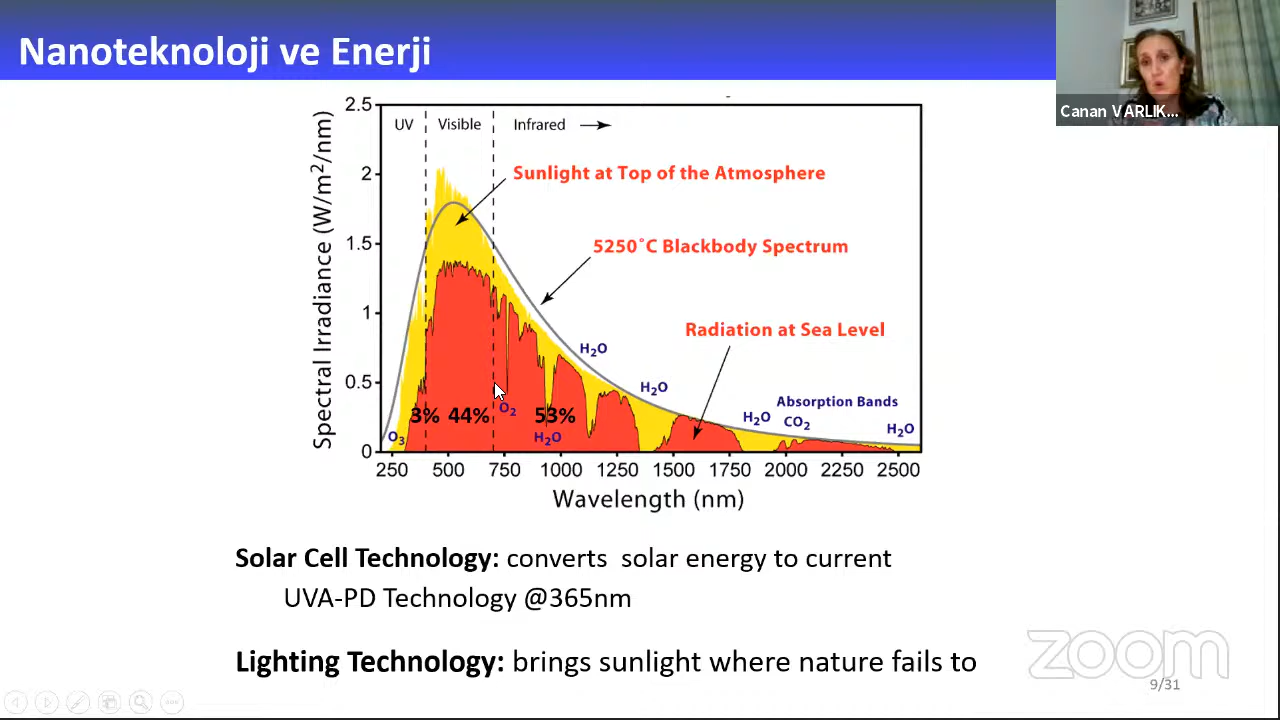 Nanoteknoloji ve Enerji
Canan VARLIK...
2.5
2
1.5
1
0.5
0
Spectral Irradiance (W/m²/nm)
UV
Visible
Infrared
Sunlight at Top of the Atmosphere
5250˚C Blackbody Spectrum
Radiation at Sea Level
H₂O
H₂O
Absorption Bands
H₂O
CO₂
H₂O
3%
44%
O₂
53%
O₃
H₂O
250 500 750 1000 1250 1500 1750 2000 2250 2500
Wavelength (nm)
Solar Cell Technology: converts solar energy to current
UVA-PD Technology @365nm
Lighting Technology: brings sunlight where nature fails to
zoom
9/31